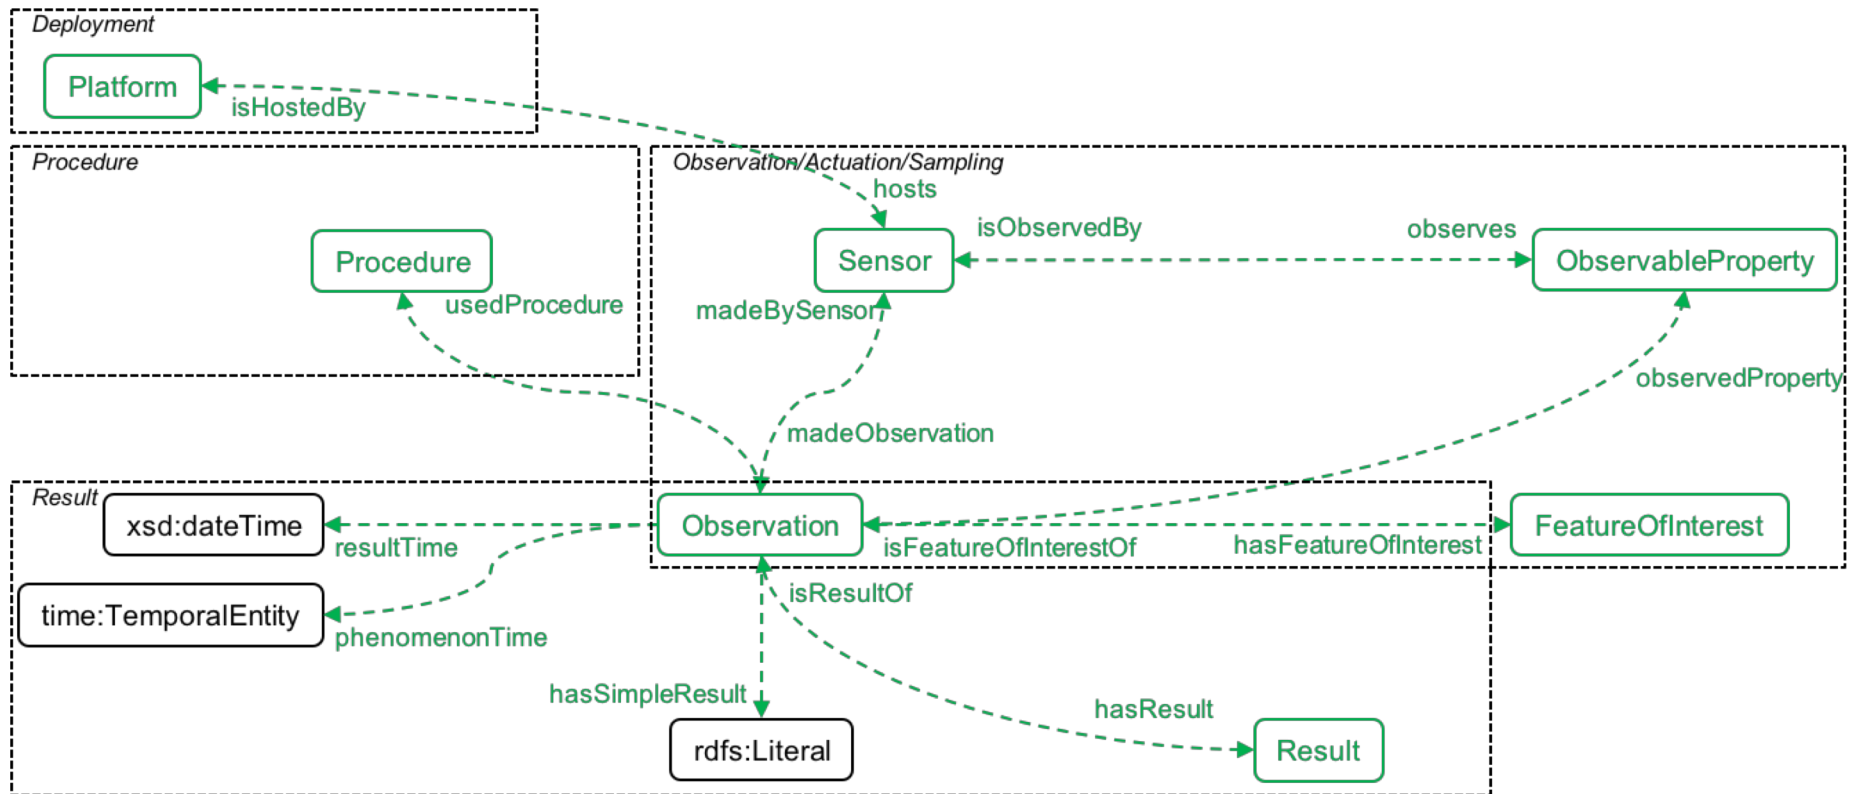 Deployment
Platform
isHostedBy
Procedure
Observation/Actuation/Sampling
hosts
isObservedBy
observes
Procedure
Sensor
ObservableProperty
usedProcedure
madeBySensor
observedProperty
madeObservation
Result
xsd:dateTime
Observation
FeatureOfInterest
resultTime
isFeatureOfInterestOf
hasFeatureOfInterest
isResultOf
time:TemporalEntity
phenomenonTime
hasSimpleResult
hasResult
rdfs:Literal
Result